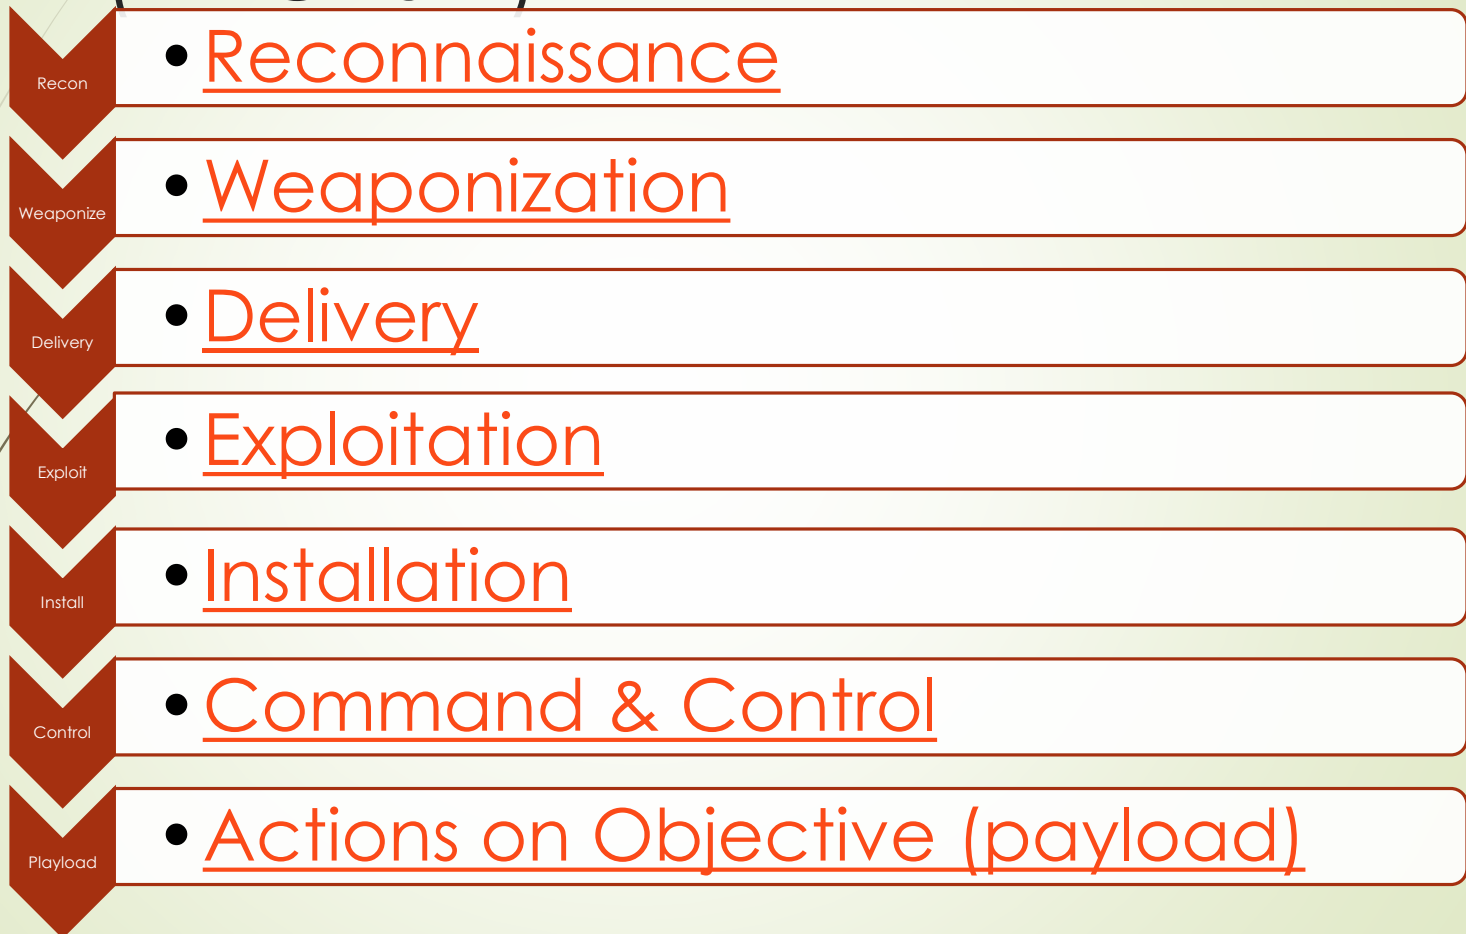 Recon
• Reconnaissance
Weaponize
• Weaponization
Delivery
• Delivery
Exploit
• Exploitation
Install
• Installation
Control
• Command & Control
Playload
• Actions on Objective (payload)